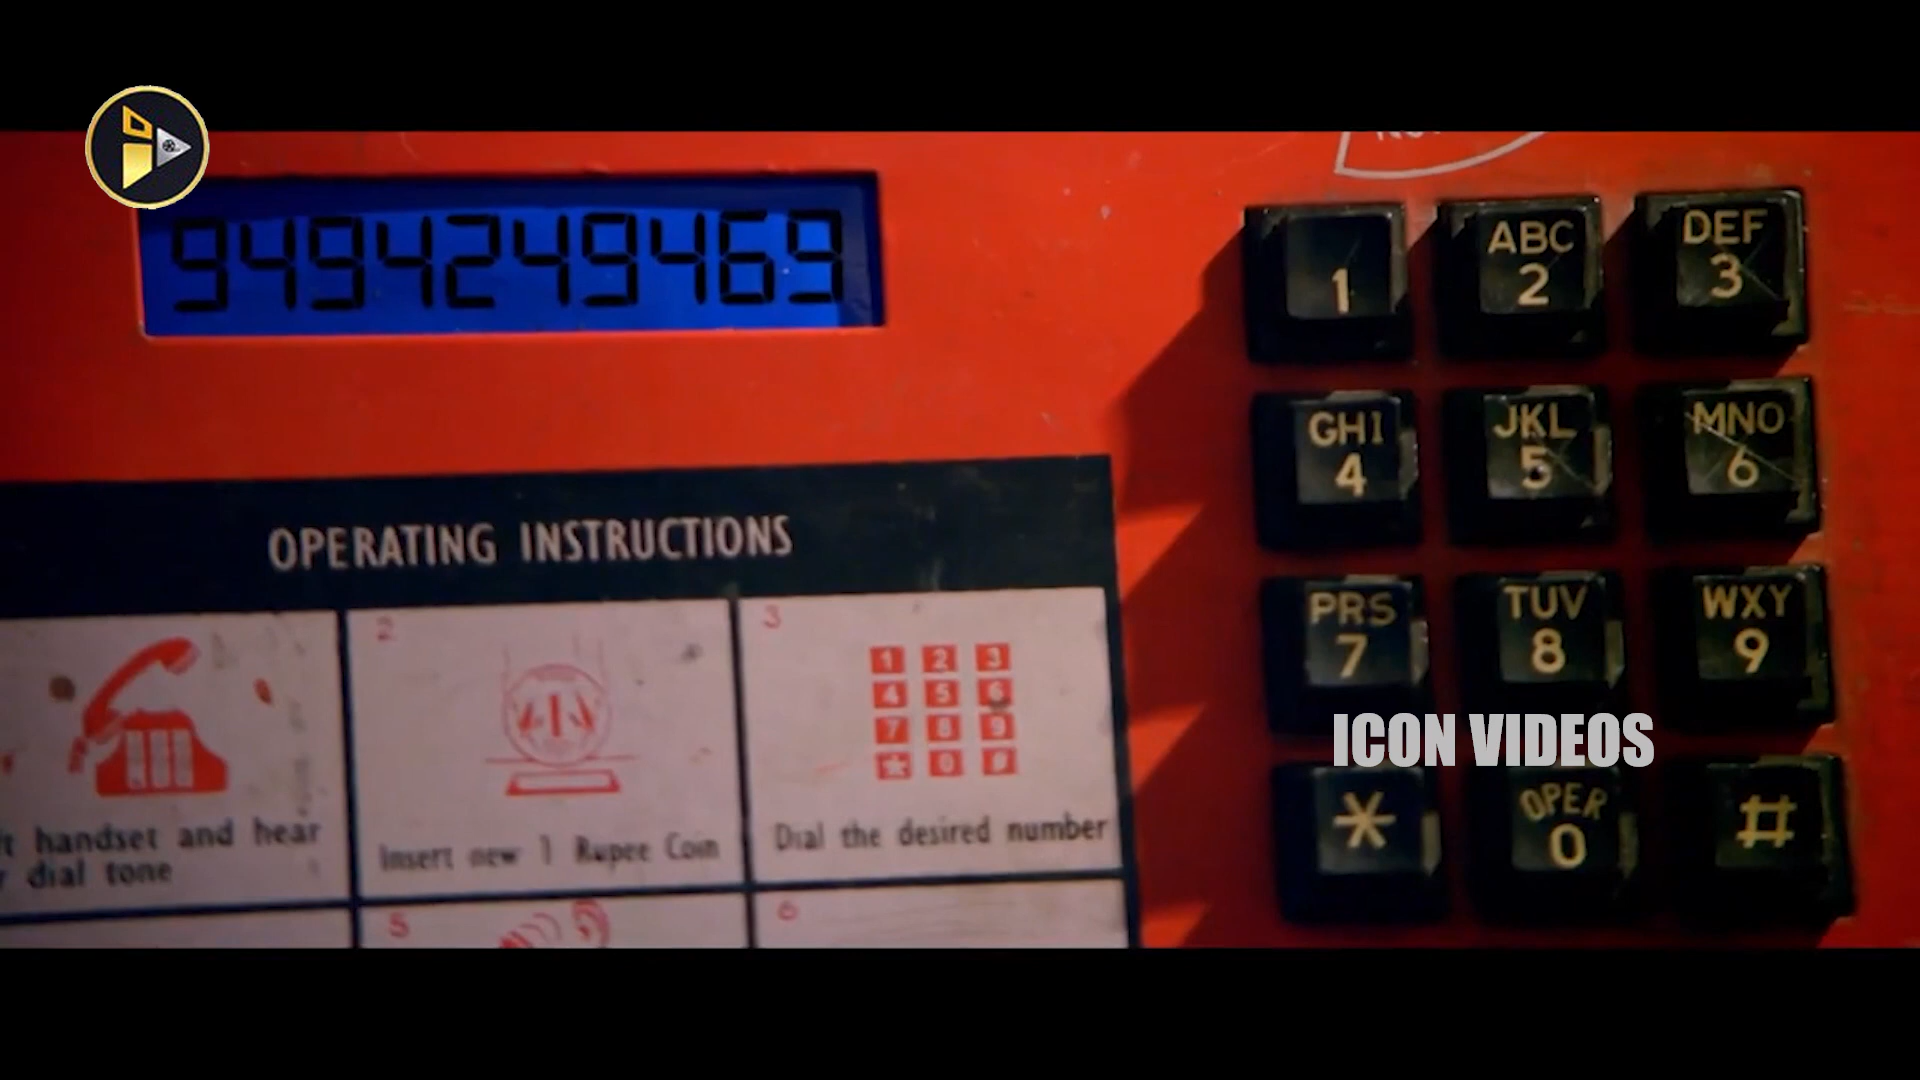 9494249469
1
ABC
2
DEF
3
GHI
4
JKL
5
MNO
6
PRS
7
TUV
8
WXY
9
ICON VIDEOS
*
OPER
0
#
OPERATING INSTRUCTIONS
handset and hear
dial tone
2
Insert new 1 Rupee Coin
3
1 2 3
4 5 6
7 8 9
* 0 #
Dial the desired number
5
6